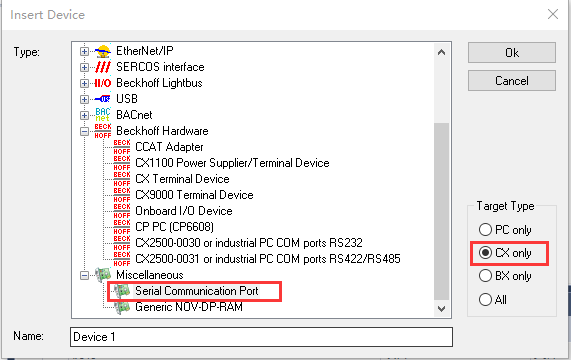 Insert Device
Type:
EtherNet/IP
SERCOS interface
Beckhoff Lightbus
USB
BACnet
Beckhoff Hardware
CCAT Adapter
CX1100 Power Supplier/Terminal Device
CX Terminal Device
CX9000 Terminal Device
Onboard I/O Device
CP PC (CP6608)
CX2500-0030 or industrial PC COM ports RS232
CX2500-0031 or industrial PC COM ports RS422/RS485
Miscellaneous
Serial Communication Port
Generic NOV-DP-RAM
Ok
Cancel
Target Type
PC only
CX only
BX only
All
Name:
Device 1